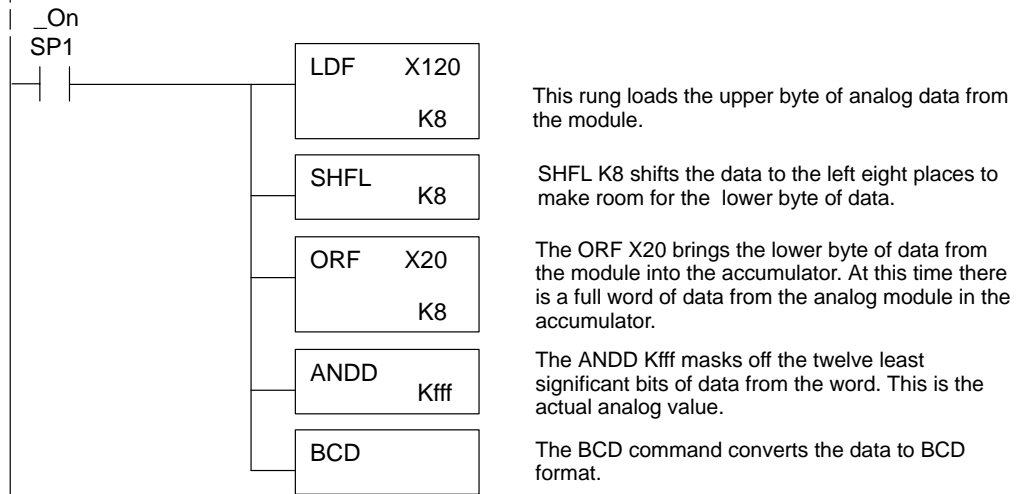 _On
SP1
LDF X120
K8
This rung loads the upper byte of analog data from
the module.
SHFL
K8
SHFL K8 shifts the data to the left eight places to
make room for the lower byte of data.
ORF X20
K8
The ORF X20 brings the lower byte of data from
the module into the accumulator. At this time there
is a full word of data from the analog module in the
accumulator.
ANDD
Kfff
The ANDD Kfff masks off the twelve least
significant bits of data from the word. This is the
actual analog value.
BCD
The BCD command converts the data to BCD
format.